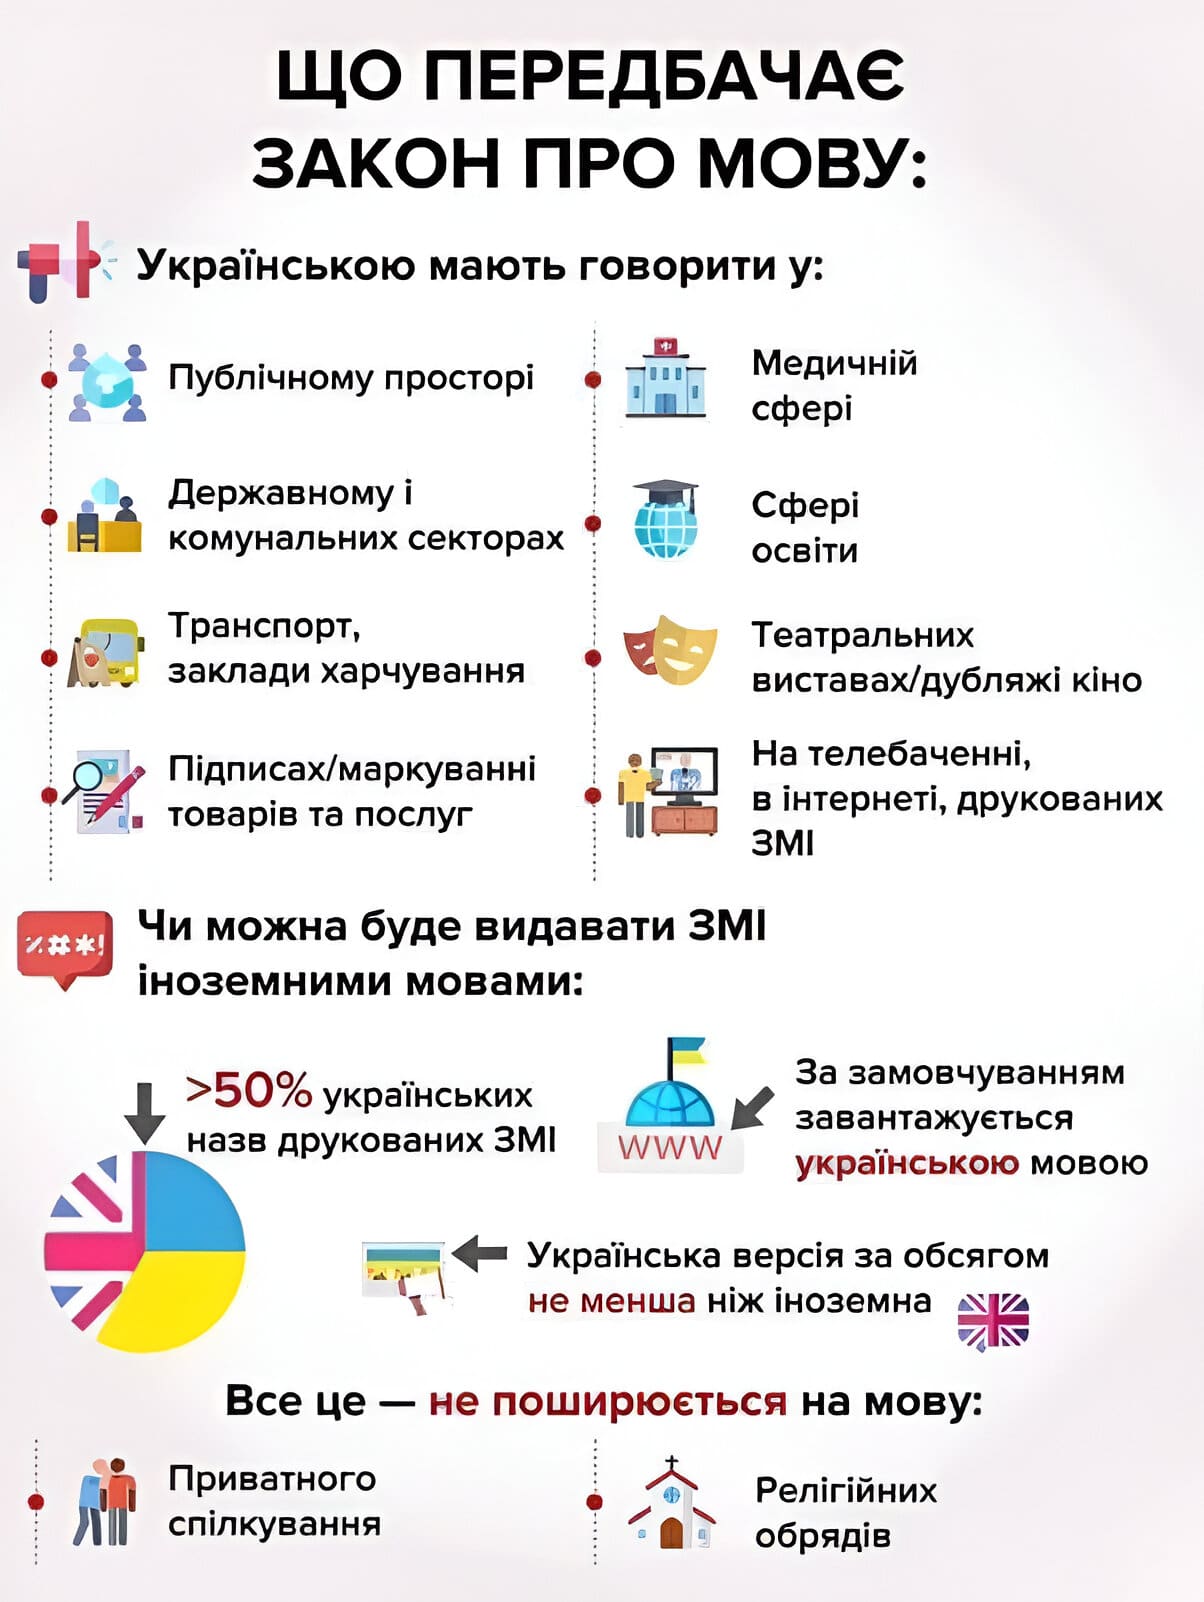 ЩО ПЕРЕДБАЧАЄ
ЗАКОН ПРО МОВУ:
Українською мають говорити у:
Публічному просторі
Державному і
комунальних секторах
Транспорт,
заклади харчування
Підписах/маркуванні
товарів та послуг
Медичній
сфері
Сфері
освіти
Театральних
виставах/дубляжі кіно
На телебаченні,
в інтернеті, друкованих
ЗМІ
%#*!
Чи можна буде видавати ЗМІ
іноземними мовами:
>50% українських
назв друкованих ЗМІ
WWW
За замовчуванням
завантажується
українською мовою
Українська версія за обсягом
не менша ніж іноземна
Все це — не поширюється на мову:
Приватного
спілкування
Релігійних
обрядів